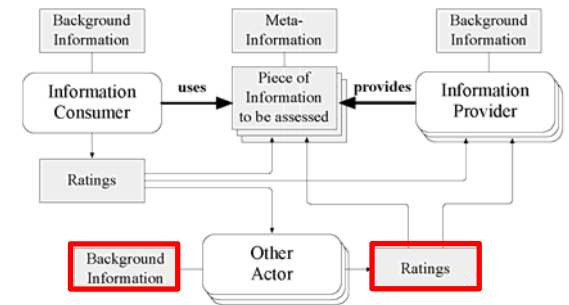 Background
Information
Meta-
Information
Background
Information
Information
Consumer
uses
Piece of
Information
to be assessed
provides
Information
Provider
Ratings
Background
Information
Other
Actor
Ratings